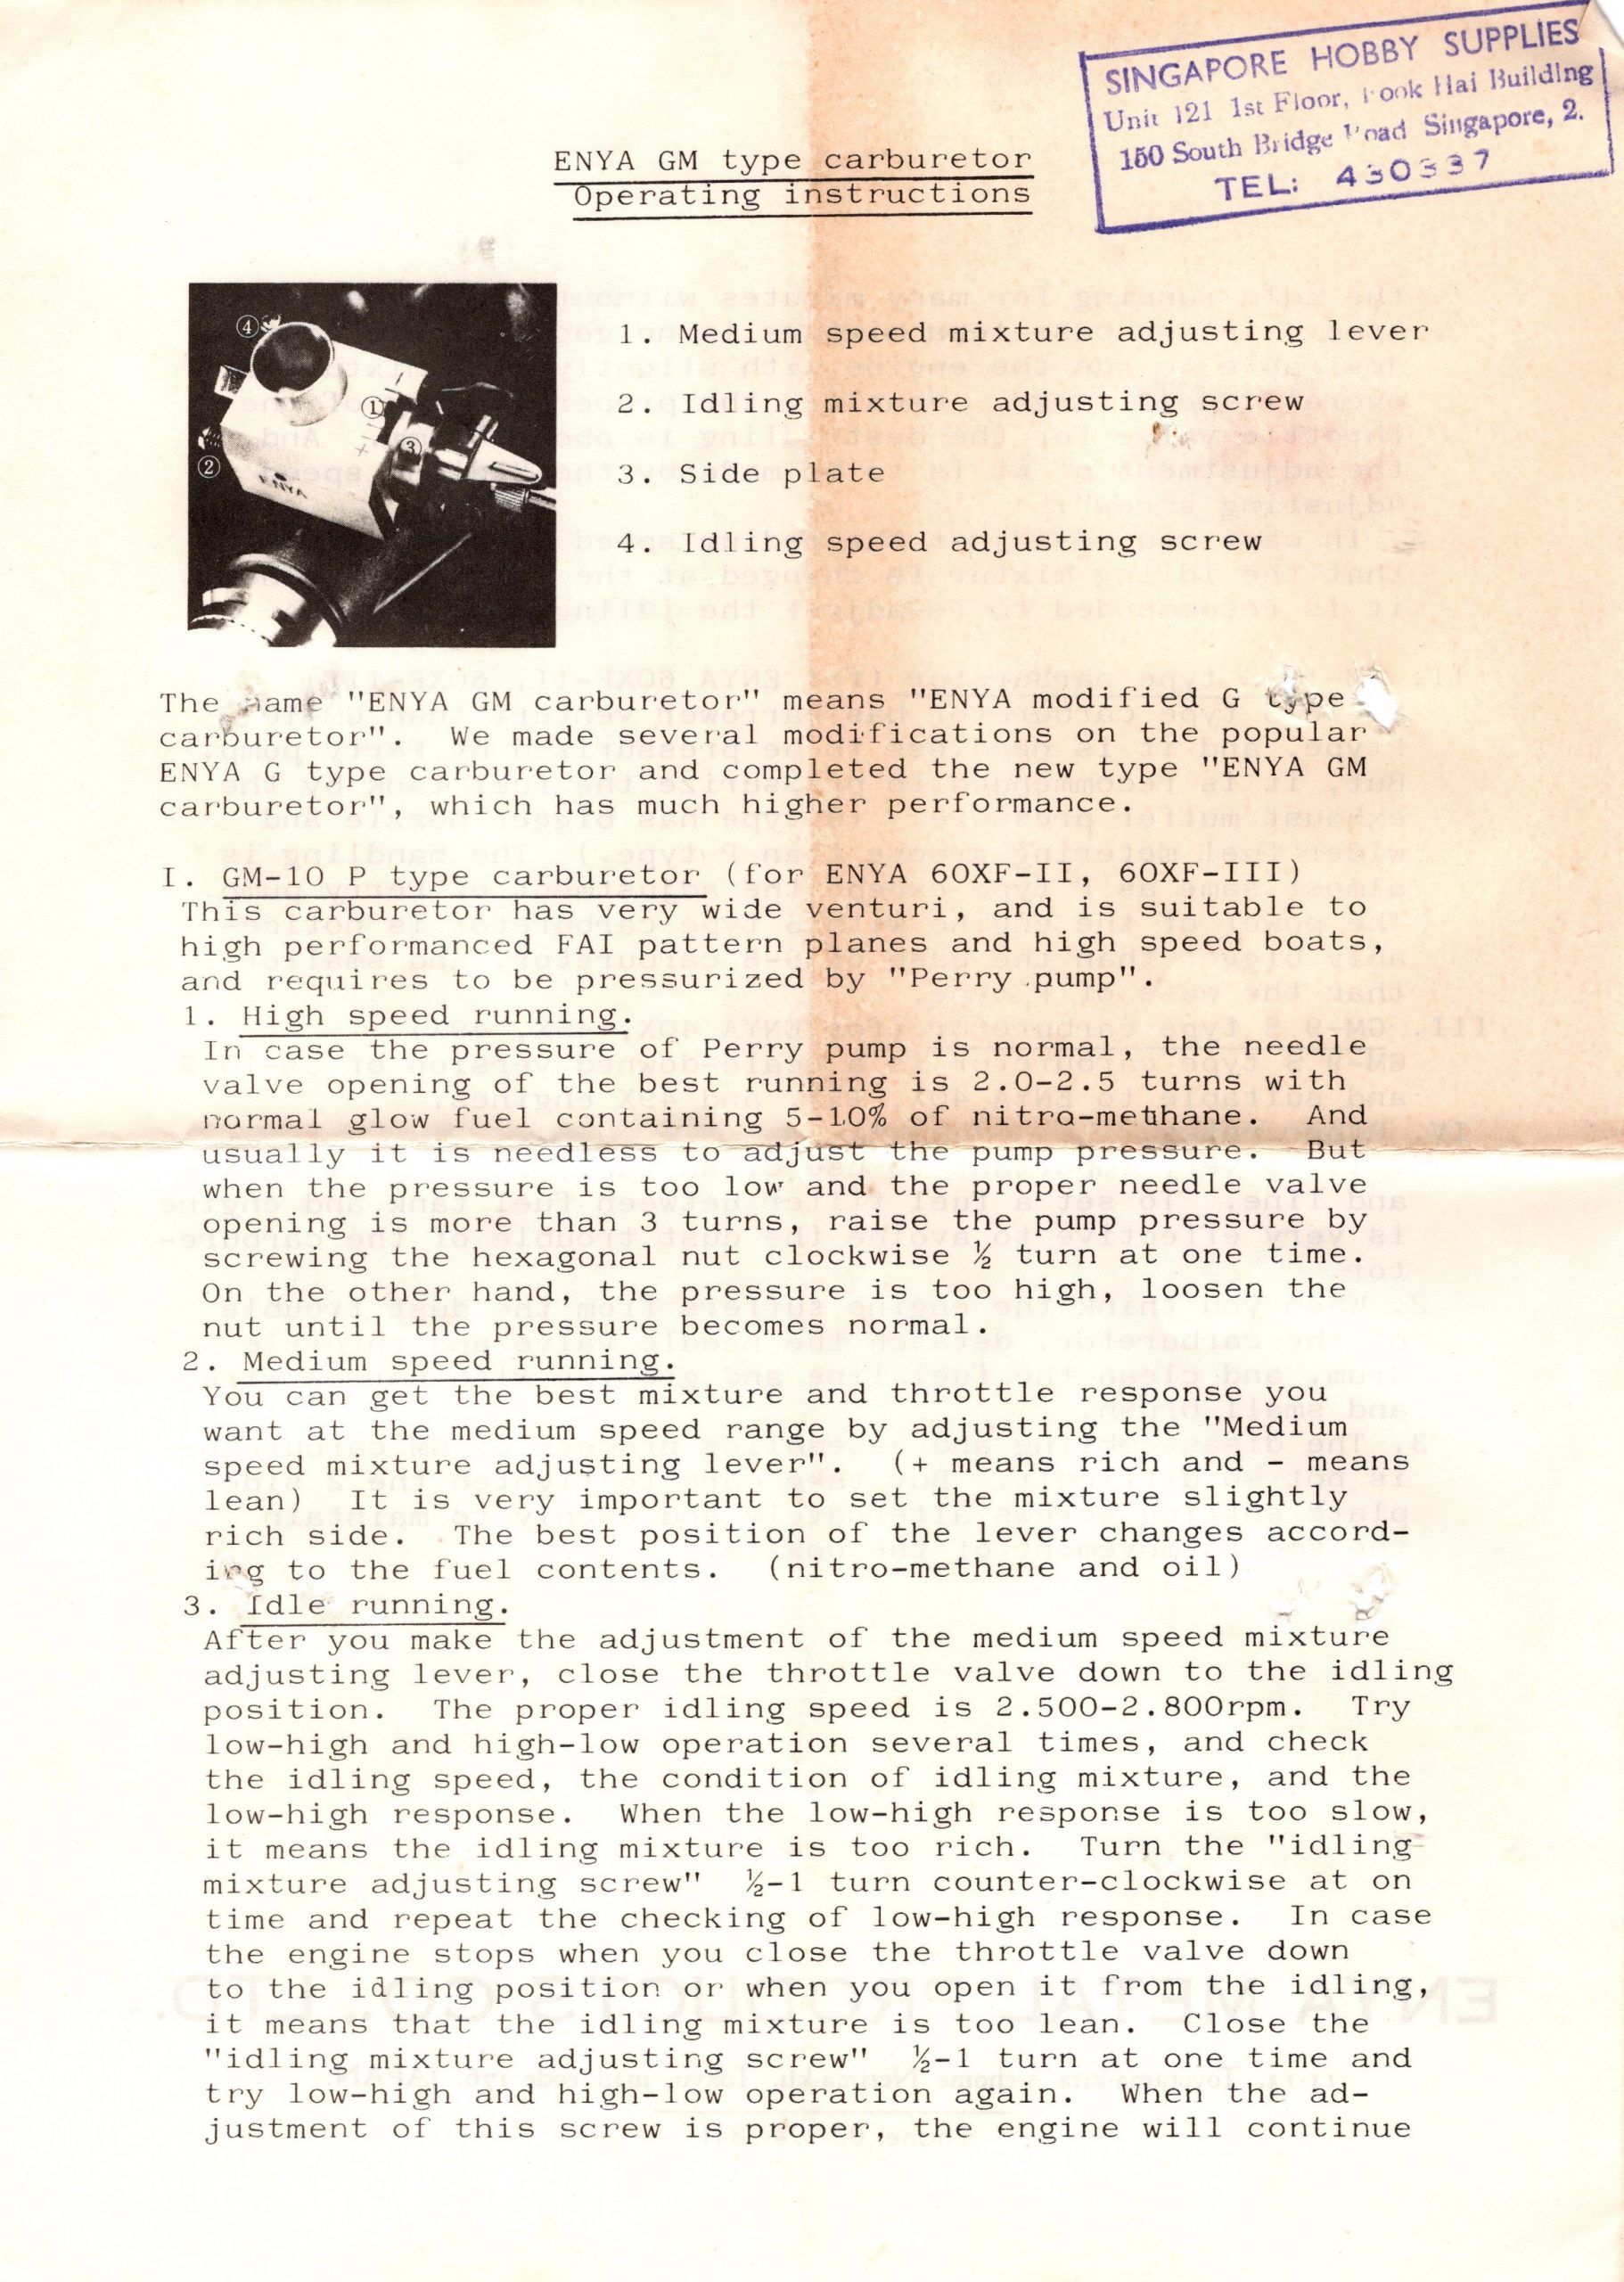 SINGAPORE HOBBY SUPPLIES
Unit 121 1st Floor, Hai Building
150 South Bridge Road Singapore, 2.
TEL: 430337
ENYA GM type carburetor
Operating instructions
4
1
3
2
ENYA
1. Medium speed mixture adjusting lever
2. Idling mixture adjusting screw
3. Side plate
4. Idling speed adjusting screw
The name "ENYA GM carburetor" means "ENYA modified G type
carburetor". We made several modifications on the popular
ENYA G type carburetor and completed the new type "ENYA GM
carburetor", which has much higher performance.
I. GM-10 P type carburetor (for ENYA 60XF-II, 60XF-III)
This carburetor has very wide venturi, and is suitable to
high performanced FAI pattern planes and high speed boats,
and requires to be pressurized by "Perry pump".
1. High speed running.
In case the pressure of Perry pump is normal, the needle
valve opening of the best running is 2.0-2.5 turns with
normal glow fuel containing 5-10% of nitro-methane. And
usually it is needless to adjust the pump pressure. But
when the pressure is too low and the proper needle valve
opening is more than 3 turns, raise the pump pressure by
screwing the hexagonal nut clockwise ½ turn at one time.
On the other hand, the pressure is too high, loosen the
nut until the pressure becomes normal.
2. Medium speed running.
You can get the best mixture and throttle response you
want at the medium speed range by adjusting the "Medium
speed mixture adjusting lever". (+ means rich and - means
lean) It is very important to set the mixture slightly
rich side. The best position of the lever changes accord-
ing to the fuel contents. (nitro-methane and oil)
3. Idle running.
After you make the adjustment of the medium speed mixture
adjusting lever, close the throttle valve down to the idling
position. The proper idling speed is 2.500-2.800rpm. Try
low-high and high-low operation several times, and check
the idling speed, the condition of idling mixture, and the
low-high response. When the low-high response is too slow,
it means the idling mixture is too rich. Turn the "idling
mixture adjusting screw" ½-1 turn counter-clockwise at on
time and repeat the checking of low-high response. In case
the engine stops when you close the throttle valve down
to the idling position or when you open it from the idling,
it means that the idling mixture is too lean. Close the
"idling mixture adjusting screw" ½-1 turn at one time and
try low-high and high-low operation again. When the ad-
justment of this screw is proper, the engine will continue